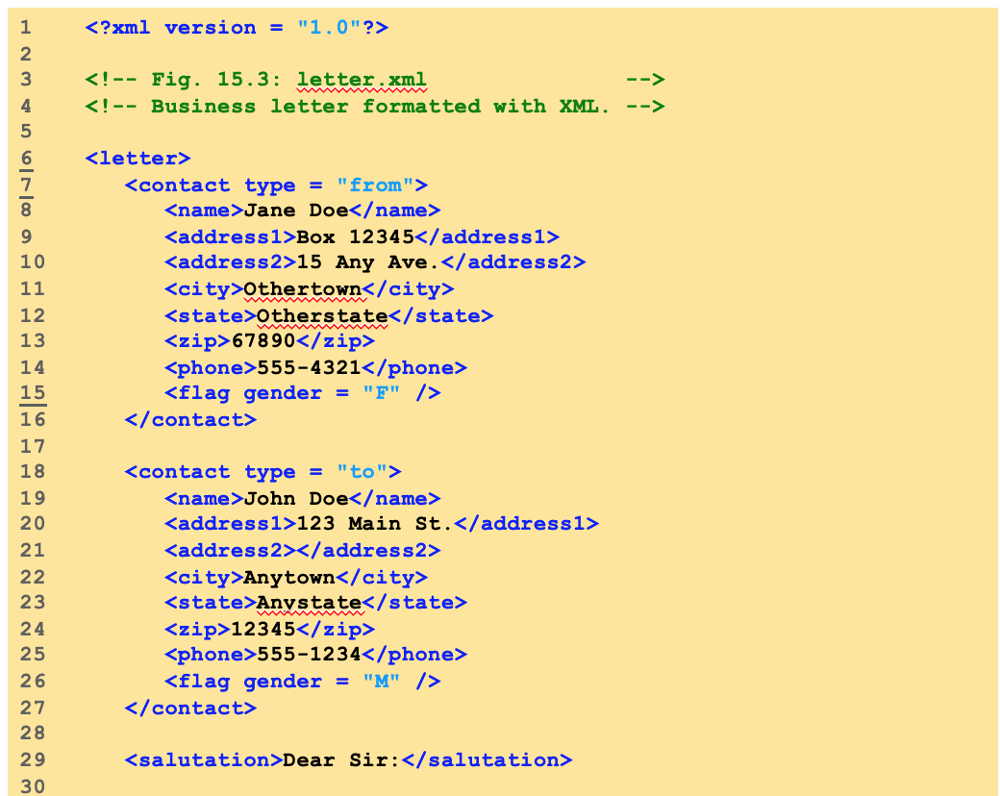 1 <?xml version = "1.0"?>
2
3 <!-- Fig. 15.3: letter.xml -->
4 <!-- Business letter formatted with XML. -->
5
6 <letter>
7 <contact type = "from">
8 <name>Jane Doe</name>
9 <address1>Box 12345</address1>
10 <address2>15 Any Ave.</address2>
11 <city>Othertown</city>
12 <state>Otherstate</state>
13 <zip>67890</zip>
14 <phone>555-4321</phone>
15 <flag gender = "F" />
16 </contact>
17
18 <contact type = "to">
19 <name>John Doe</name>
20 <address1>123 Main St.</address1>
21 <address2></address2>
22 <city>Anytown</city>
23 <state>Anystate</state>
24 <zip>12345</zip>
25 <phone>555-1234</phone>
26 <flag gender = "M" />
27 </contact>
28
29 <salutation>Dear Sir:</salutation>
30